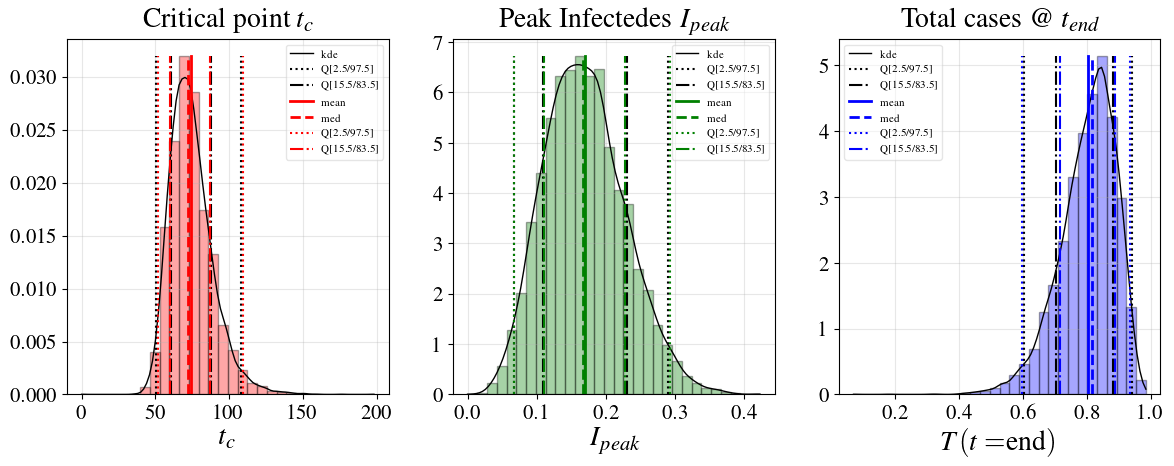 Critical point t_c
0.030
0.025
0.020
0.015
0.010
0.005
0.000
0
50
100
150
200
t_c
kde
Q[2.5/97.5]
Q[15.5/83.5]
mean
med
Q[2.5/97.5]
Q[15.5/83.5]
Peak Infectedes I_peak
7
6
5
4
3
2
1
0
0.0
0.1
0.2
0.3
0.4
I_peak
kde
Q[2.5/97.5]
Q[15.5/83.5]
mean
med
Q[2.5/97.5]
Q[15.5/83.5]
Total cases @ t_end
5
4
3
2
1
0
0.2
0.4
0.6
0.8
1.0
T(t =end)
kde
Q[2.5/97.5]
Q[15.5/83.5]
mean
med
Q[2.5/97.5]
Q[15.5/83.5]